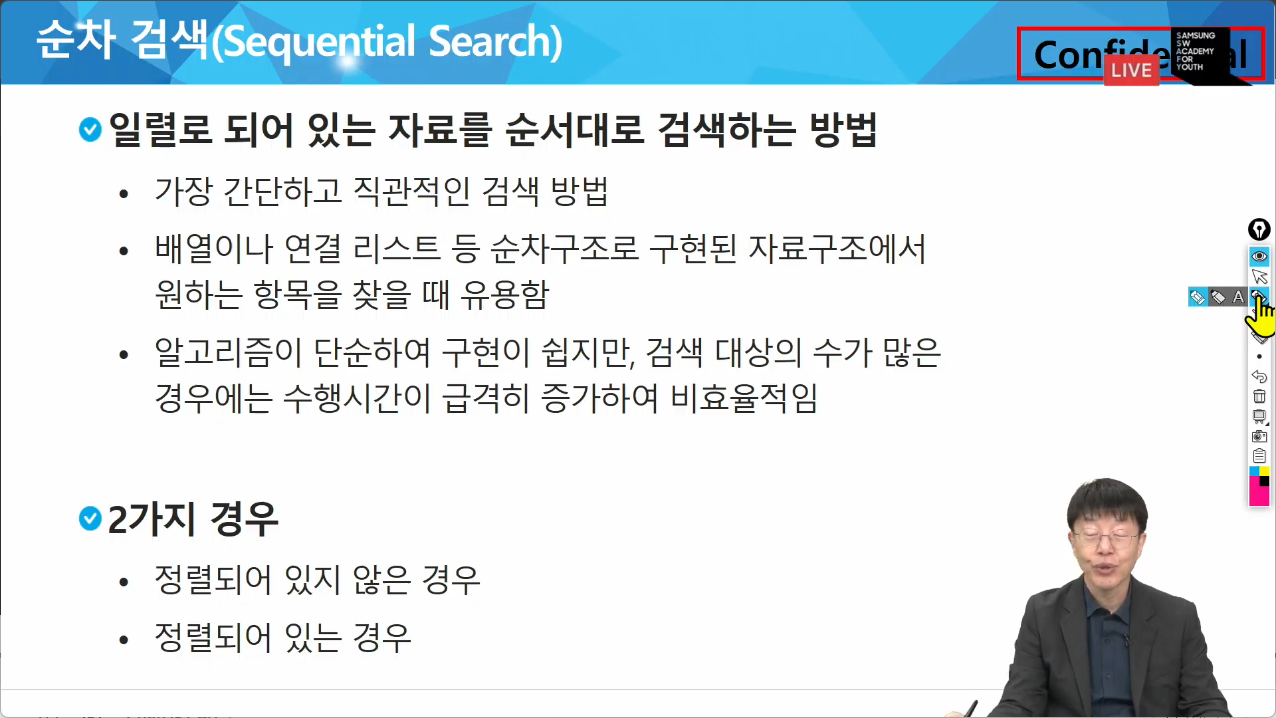 순차 검색(Sequential Search)
SAMSUNG
SW
ACADEMY
FOR
YOUTH
LIVE
일렬로 되어 있는 자료를 순서대로 검색하는 방법
• 가장 간단하고 직관적인 검색 방법
• 배열이나 연결 리스트 등 순차구조로 구현된 자료구조에서
원하는 항목을 찾을 때 유용함
• 알고리즘이 단순하여 구현이 쉽지만, 검색 대상의 수가 많은
경우에는 수행시간이 급격히 증가하여 비효율적임
2가지 경우
• 정렬되어 있지 않은 경우
• 정렬되어 있는 경우
A